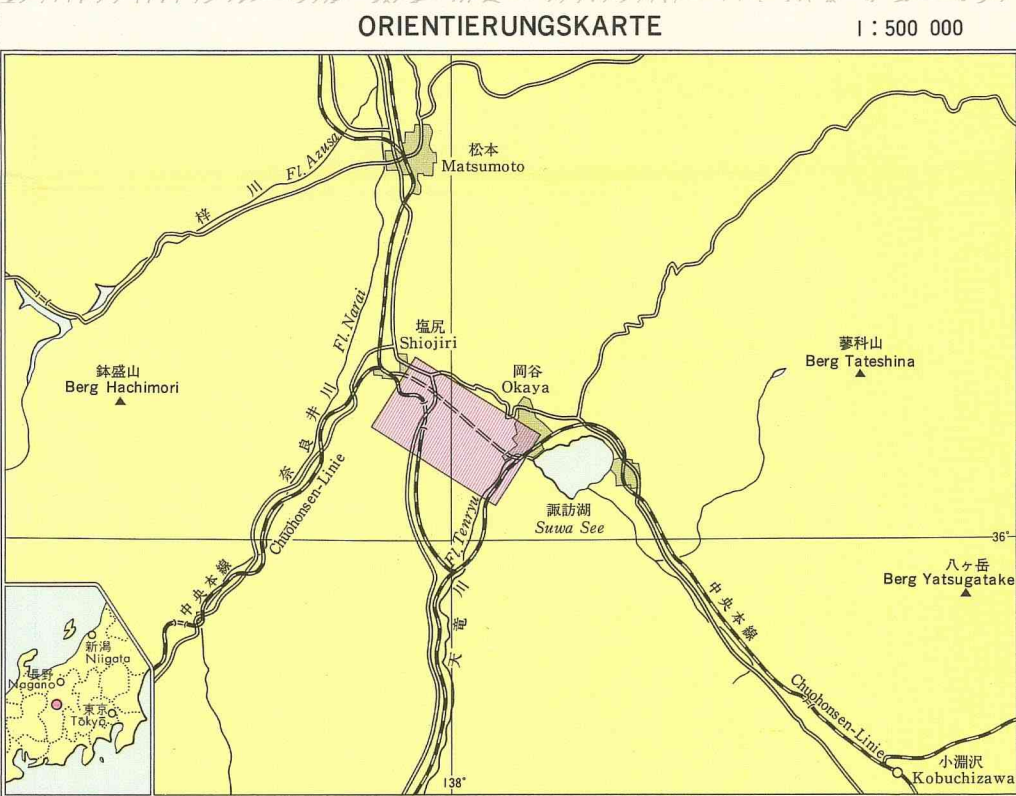 ORIENTIERUNGSKARTE
1 : 500 000
松本
Matsumoto
梓川
Fl. Azusa
Fl. Narai
塩尻
Shiojiri
岡谷
Okaya
蓼科山
Berg Tateshina
鉢盛山
Berg Hachimori
奈良井川
Chūohonsen-Linie
諏訪湖
Suwa See
Fl. Tenryu
36°
八ヶ岳
Berg Yatsugatake
中央本線
中央本線
天竜川
新潟
Niigata
長野
Nagano
東京
Tōkyō
Chuohonsen-Linie
小淵沢
Kobuchizawa
138°